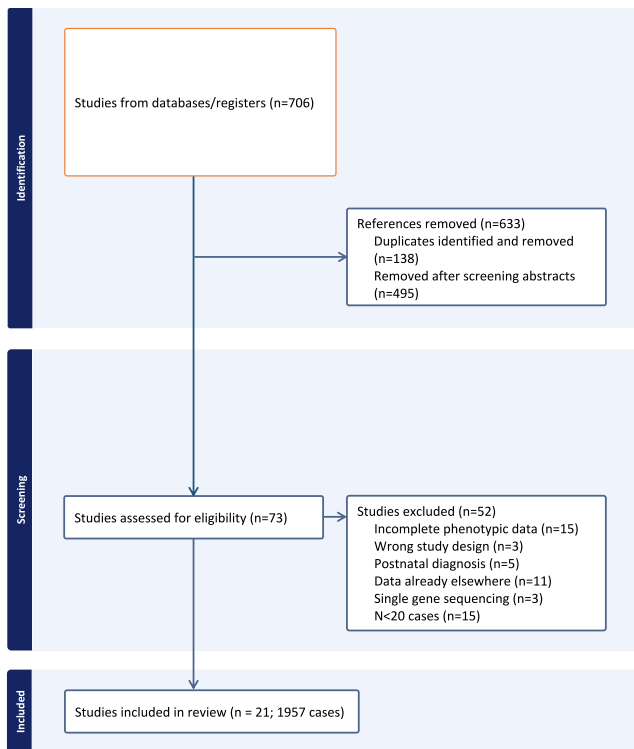 Identification
Studies from databases/registers (n=706)
References removed (n=633)
Duplicates identified and removed
(n=138)
Removed after screening abstracts
(n=495)
Screening
Studies assessed for eligibility (n=73)
Studies excluded (n=52)
Incomplete phenotypic data (n=15)
Wrong study design (n=3)
Postnatal diagnosis (n=5)
Data already elsewhere (n=11)
Single gene sequencing (n=3)
N<20 cases (n=15)
Included
Studies included in review (n = 21; 1957 cases)